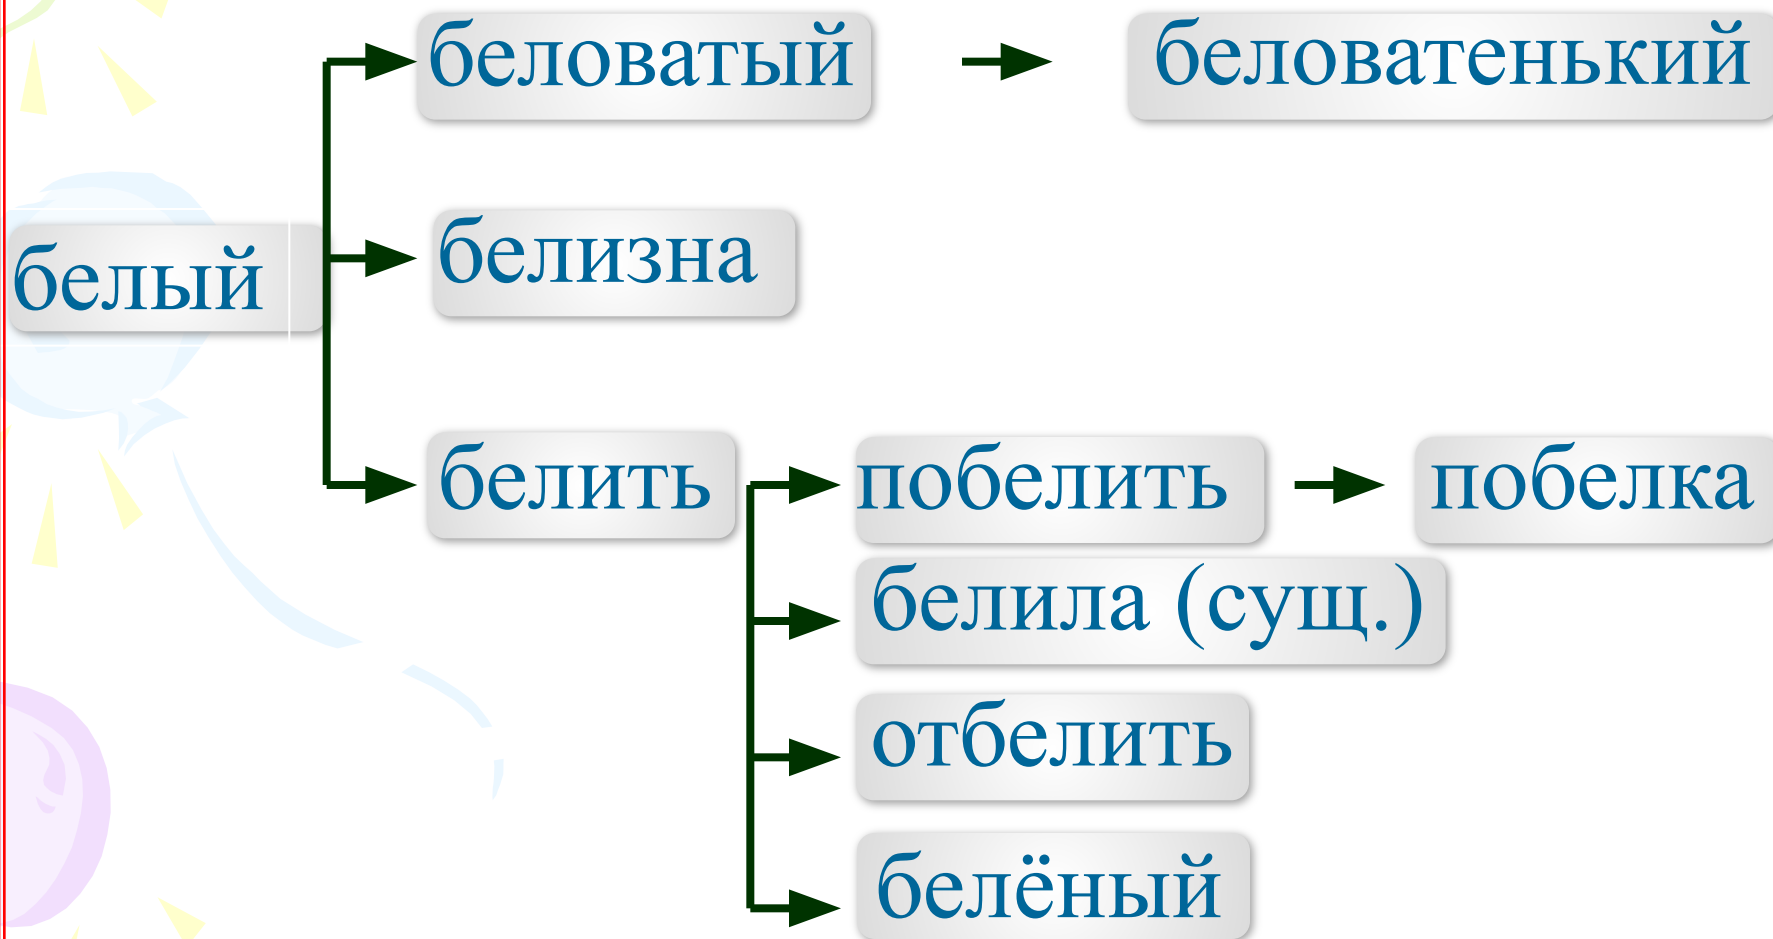 беловатый беловатенький
белизна
белый
белить побелить побелка
белила (сущ.)
отбелить
белёный